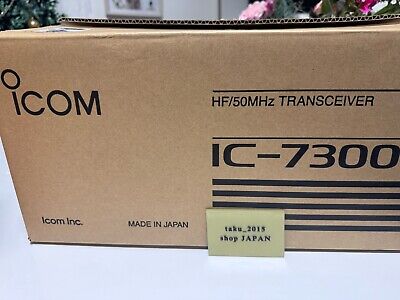 ICOM
HF/50MHz TRANSCEIVER
IC-7300
Icom Inc.
MADE IN JAPAN
taku_2015
shop JAPAN